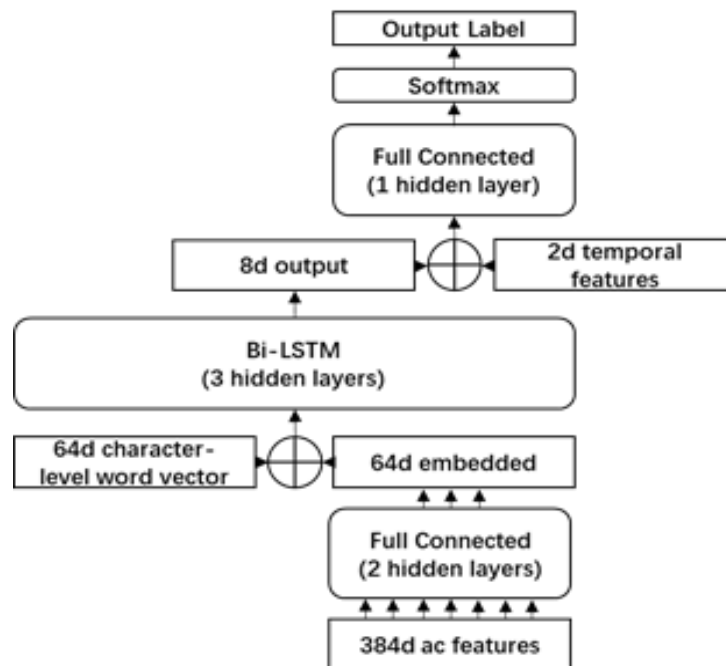 Output Label
Softmax
Full Connected
(1 hidden layer)
8d output
2d temporal
features
Bi-LSTM
(3 hidden layers)
64d character-
level word vector
64d embedded
Full Connected
(2 hidden layers)
384d ac features